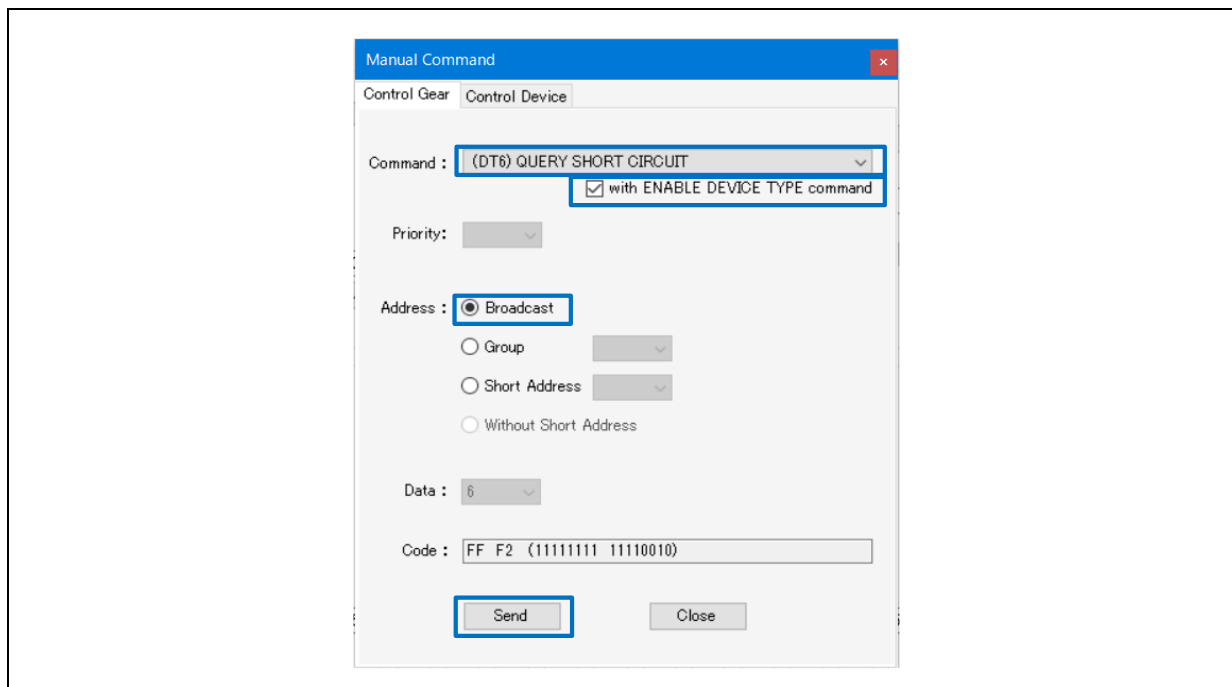 Manual Command
×
Control Gear Control Device
Command : (DT6) QUERY SHORT CIRCUIT
with ENABLE DEVICE TYPE command
Priority:
Address : Broadcast
Group
Short Address
Without Short Address
Data : 6
Code : FF F2 (11111111 11110010)
Send Close